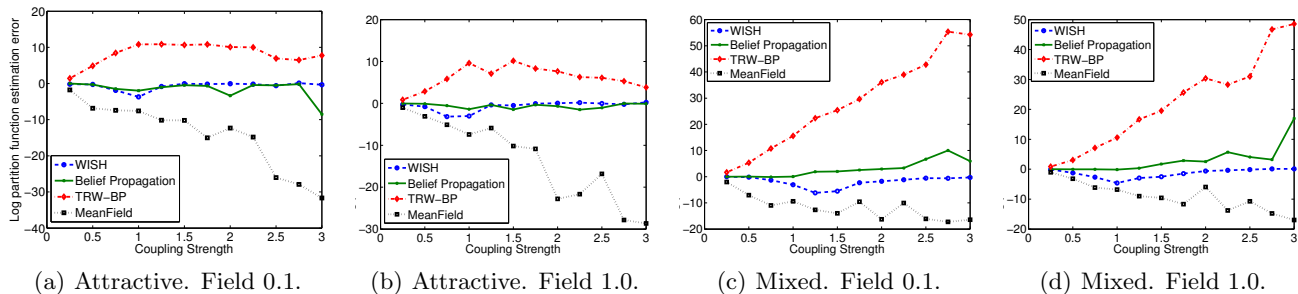 Log partition function estimation error
20
10
0
−10
−20
−30
−40
0 0.5 1 1.5 2 2.5 3
Coupling Strength
WISH
Belief Propagation
TRW−BP
MeanField
(a) Attractive. Field 0.1.
20
10
0
−10
−20
−30
0 0.5 1 1.5 2 2.5 3
Coupling Strength
WISH
Belief Propagation
TRW−BP
MeanField
(b) Attractive. Field 1.0.
60
50
40
30
20
10
0
−10
−20
0 0.5 1 1.5 2 2.5 3
Coupling Strength
WISH
Belief Propagation
TRW−BP
MeanField
(c) Mixed. Field 0.1.
50
40
30
20
10
0
−10
−20
0 0.5 1 1.5 2 2.5 3
Coupling Strength
WISH
Belief Propagation
TRW−BP
MeanField
(d) Mixed. Field 1.0.